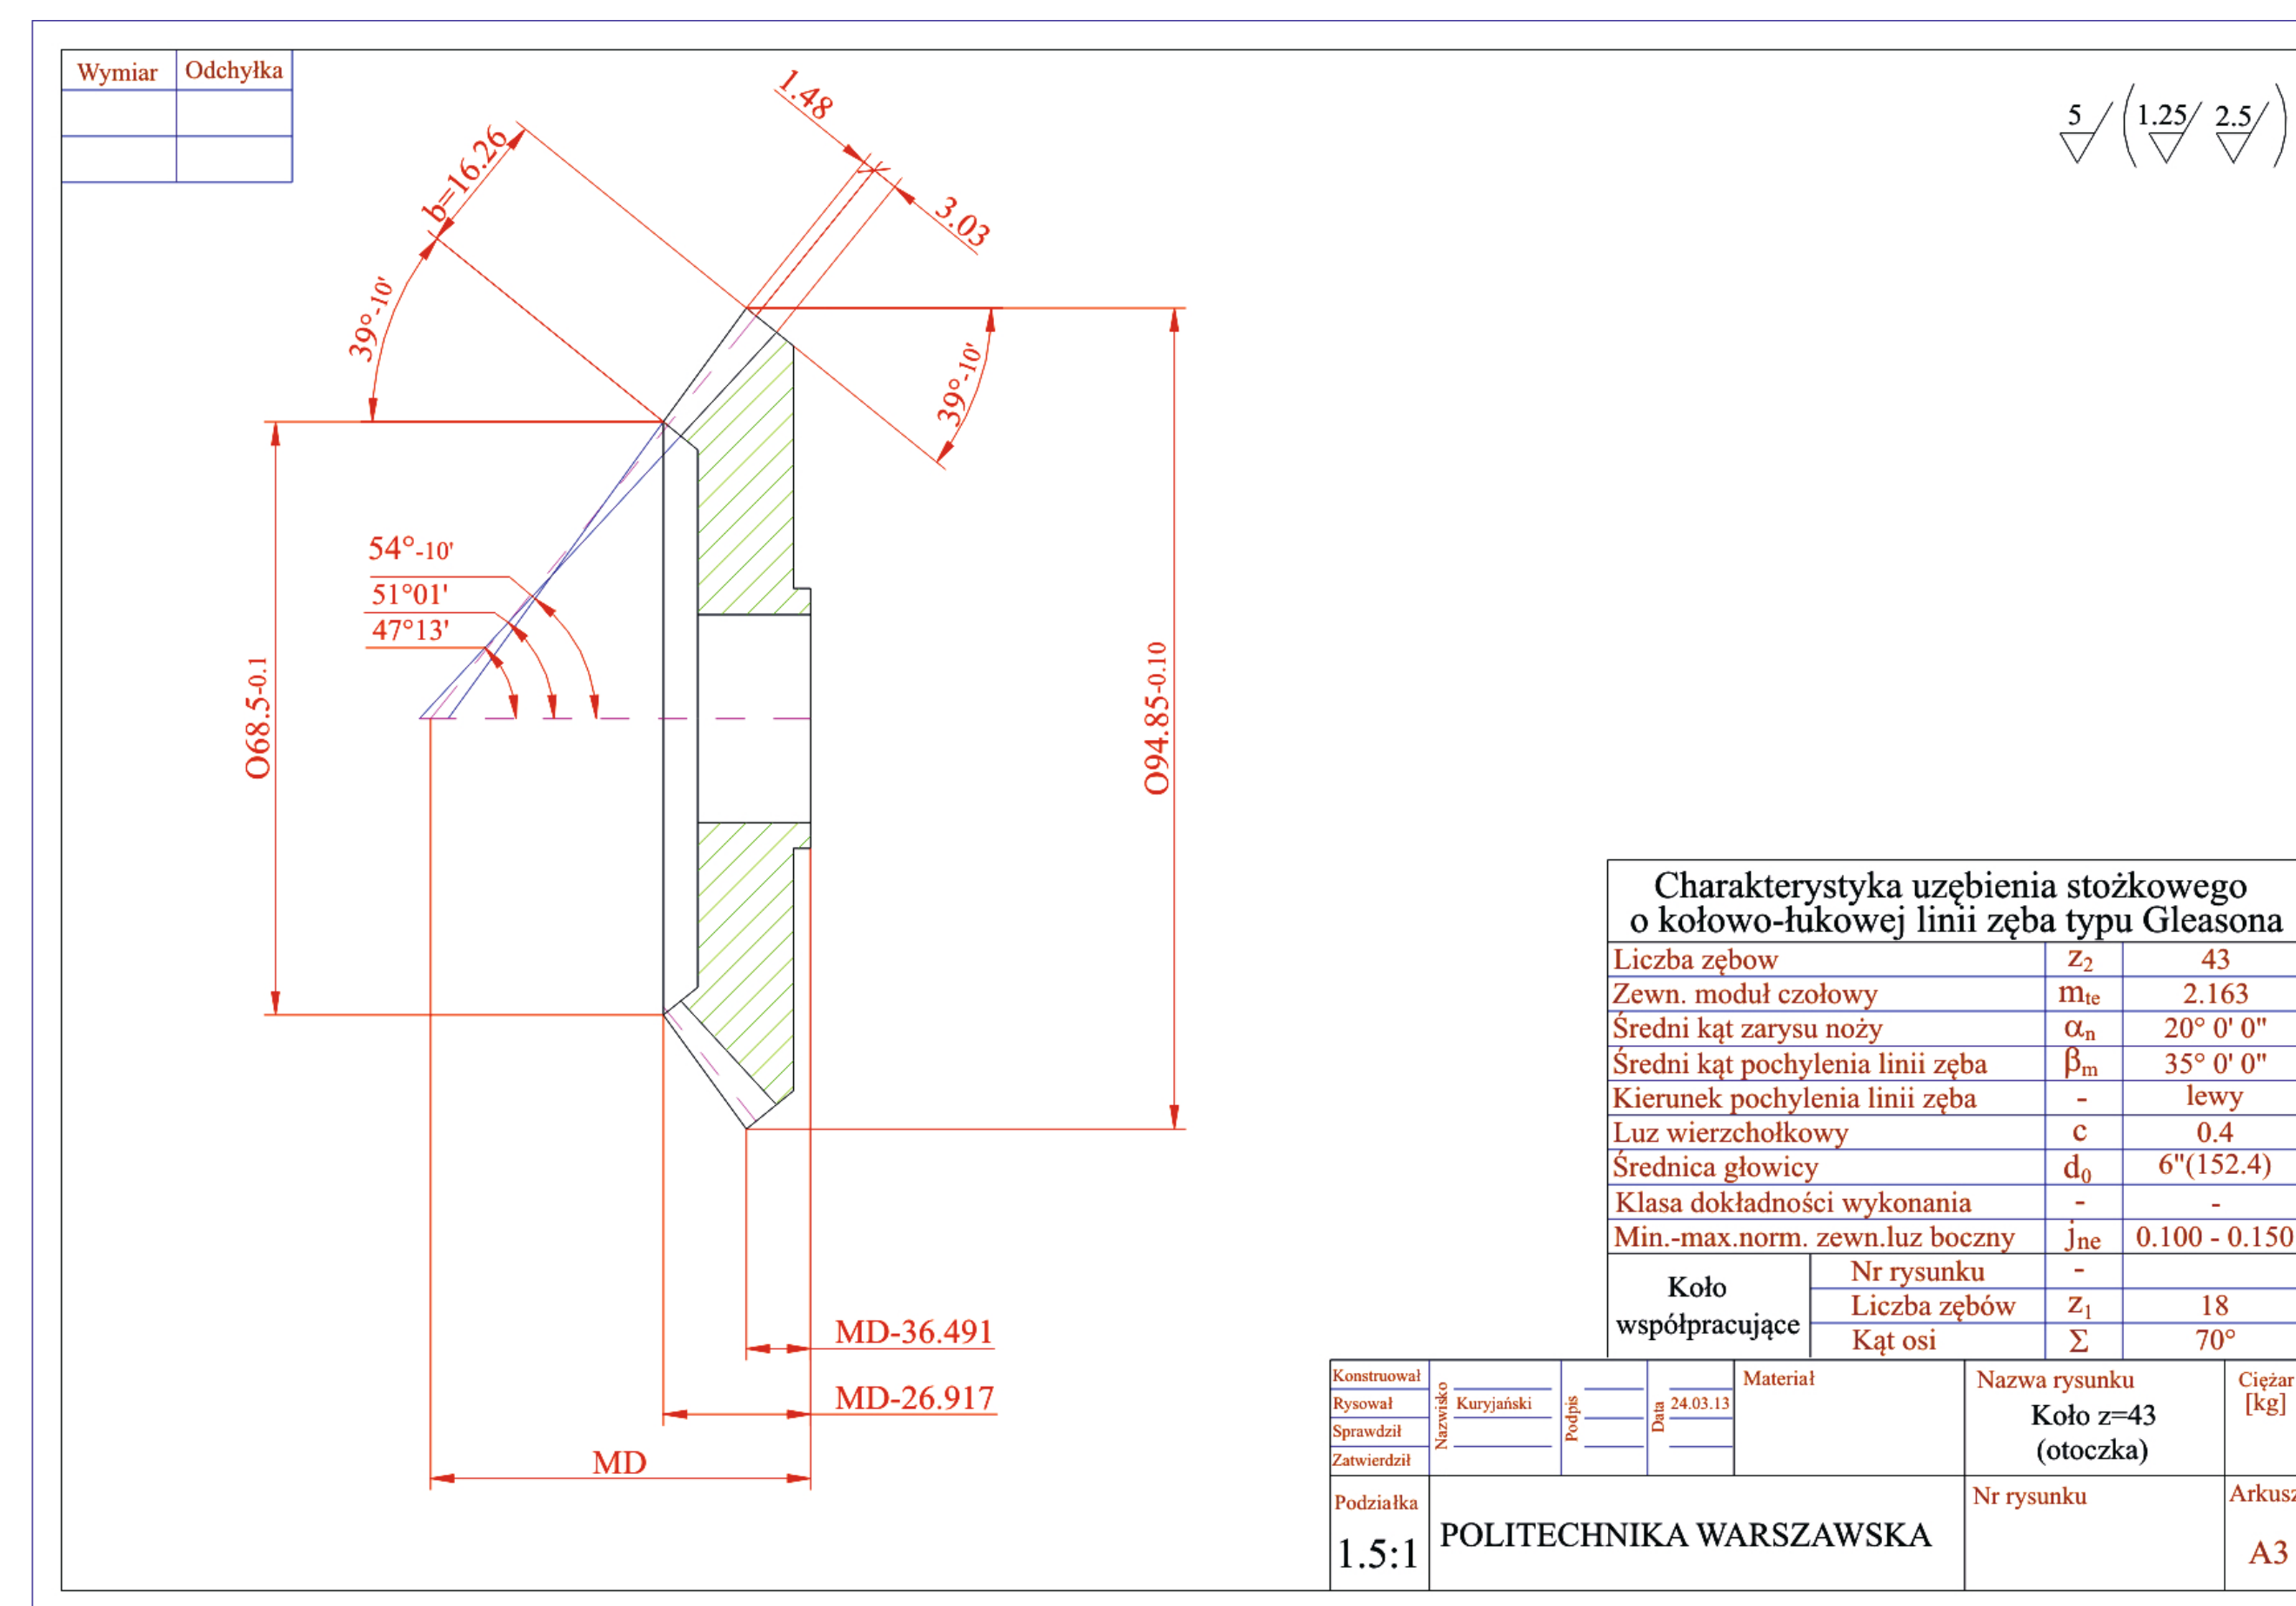 Wymiar Odchyłka
5 1.25 2.5
1.48
b=16.26
3.03
39°-10'
39°-10'
54°-10'
51°01'
47°13'
O68.5-0.1
O94.85-0.10
MD-36.491
MD-26.917
MD
Charakterystyka uzębienia stożkowego
o kołowo-łukowej linii zęba typu Gleasona
Liczba zębow z2 43
Zewn. moduł czołowy mte 2.163
Średni kąt zarysu noży αn 20° 0' 0"
Średni kąt pochylenia linii zęba βm 35° 0' 0"
Kierunek pochylenia linii zęba - lewy
Luz wierzchołkowy c 0.4
Średnica głowicy d0 6"(152.4)
Klasa dokładności wykonania - -
Min.-max.norm. zewn.luz boczny jne 0.100 - 0.150
Koło
współpracujące
Nr rysunku -
Liczba zębów z1 18
Kąt osi Σ 70°
Konstruował
Rysował
Sprawdził
Zatwierdził
Nazwisko
Kuryjański
Podpis
Data
24.03.13
Materiał
Nazwa rysunku
Koło z=43
(otoczka)
Ciężar
[kg]
Podziałka
1.5:1
POLITECHNIKA WARSZAWSKA
Nr rysunku
Arkusz
A3